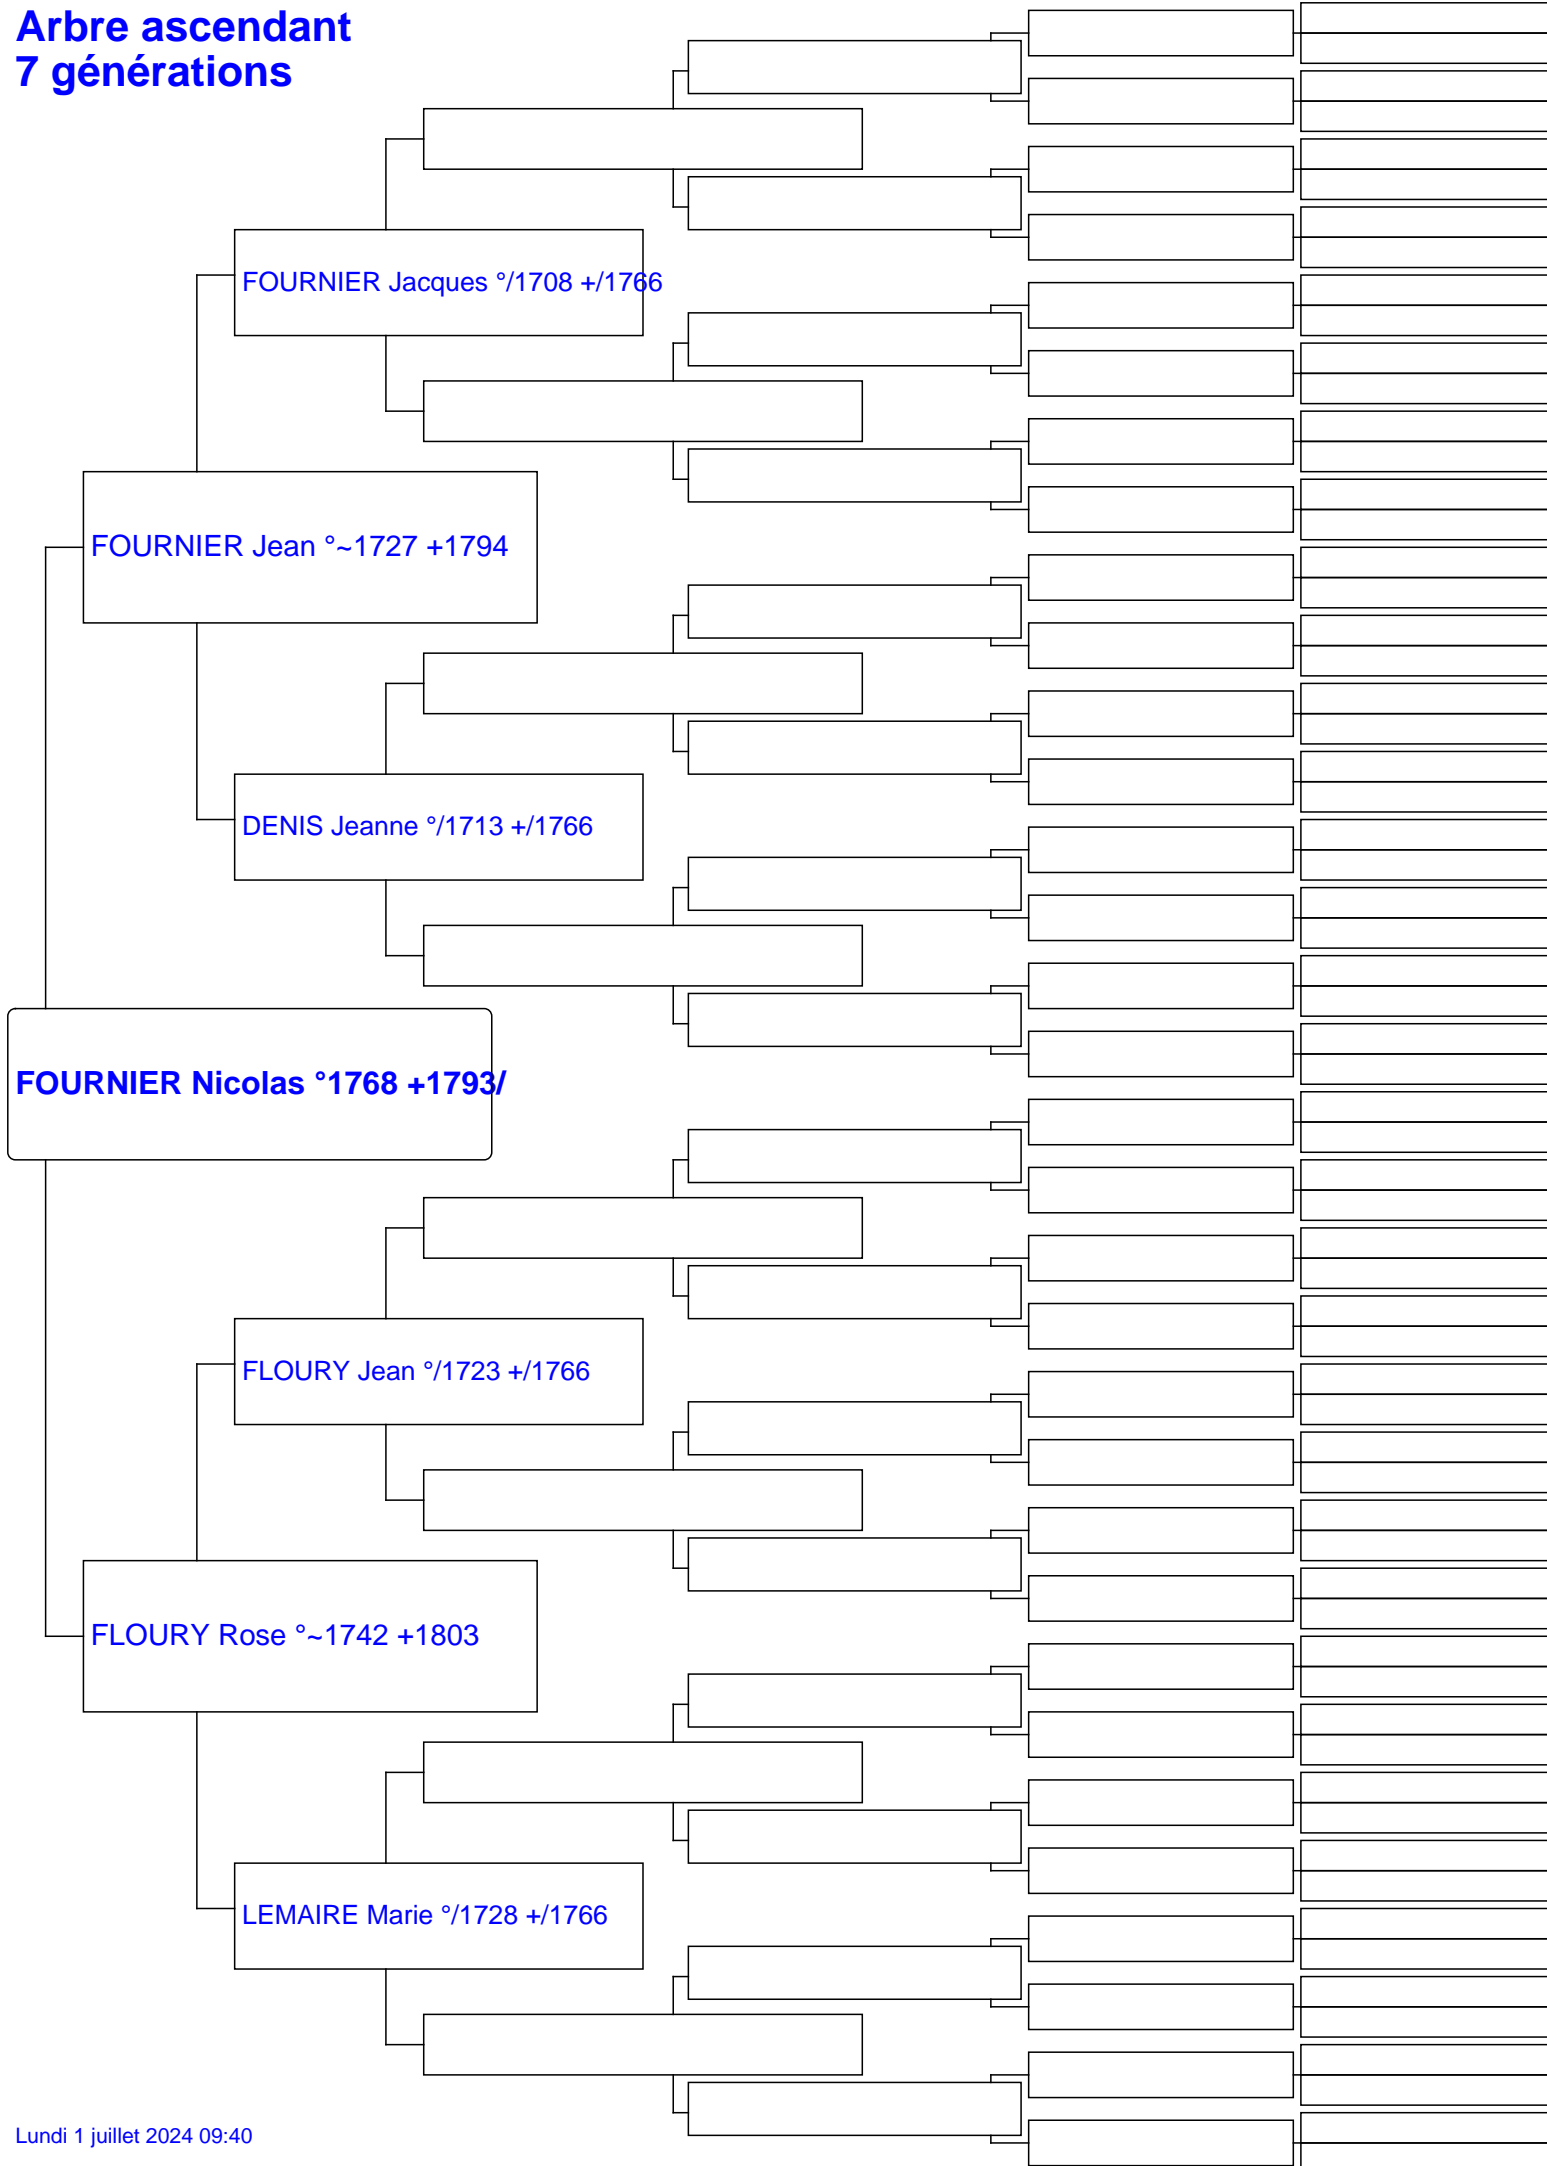 Arbre ascendant
7 générations
FOURNIER Jacques °/1708 +/1766
FOURNIER Jean °~1727 +1794
DENIS Jeanne °/1713 +/1766
FOURNIER Nicolas °1768 +1793/
FLOURY Jean °/1723 +/1766
FLOURY Rose °~1742 +1803
LEMAIRE Marie °/1728 +/1766
Lundi 1 juillet 2024 09:40